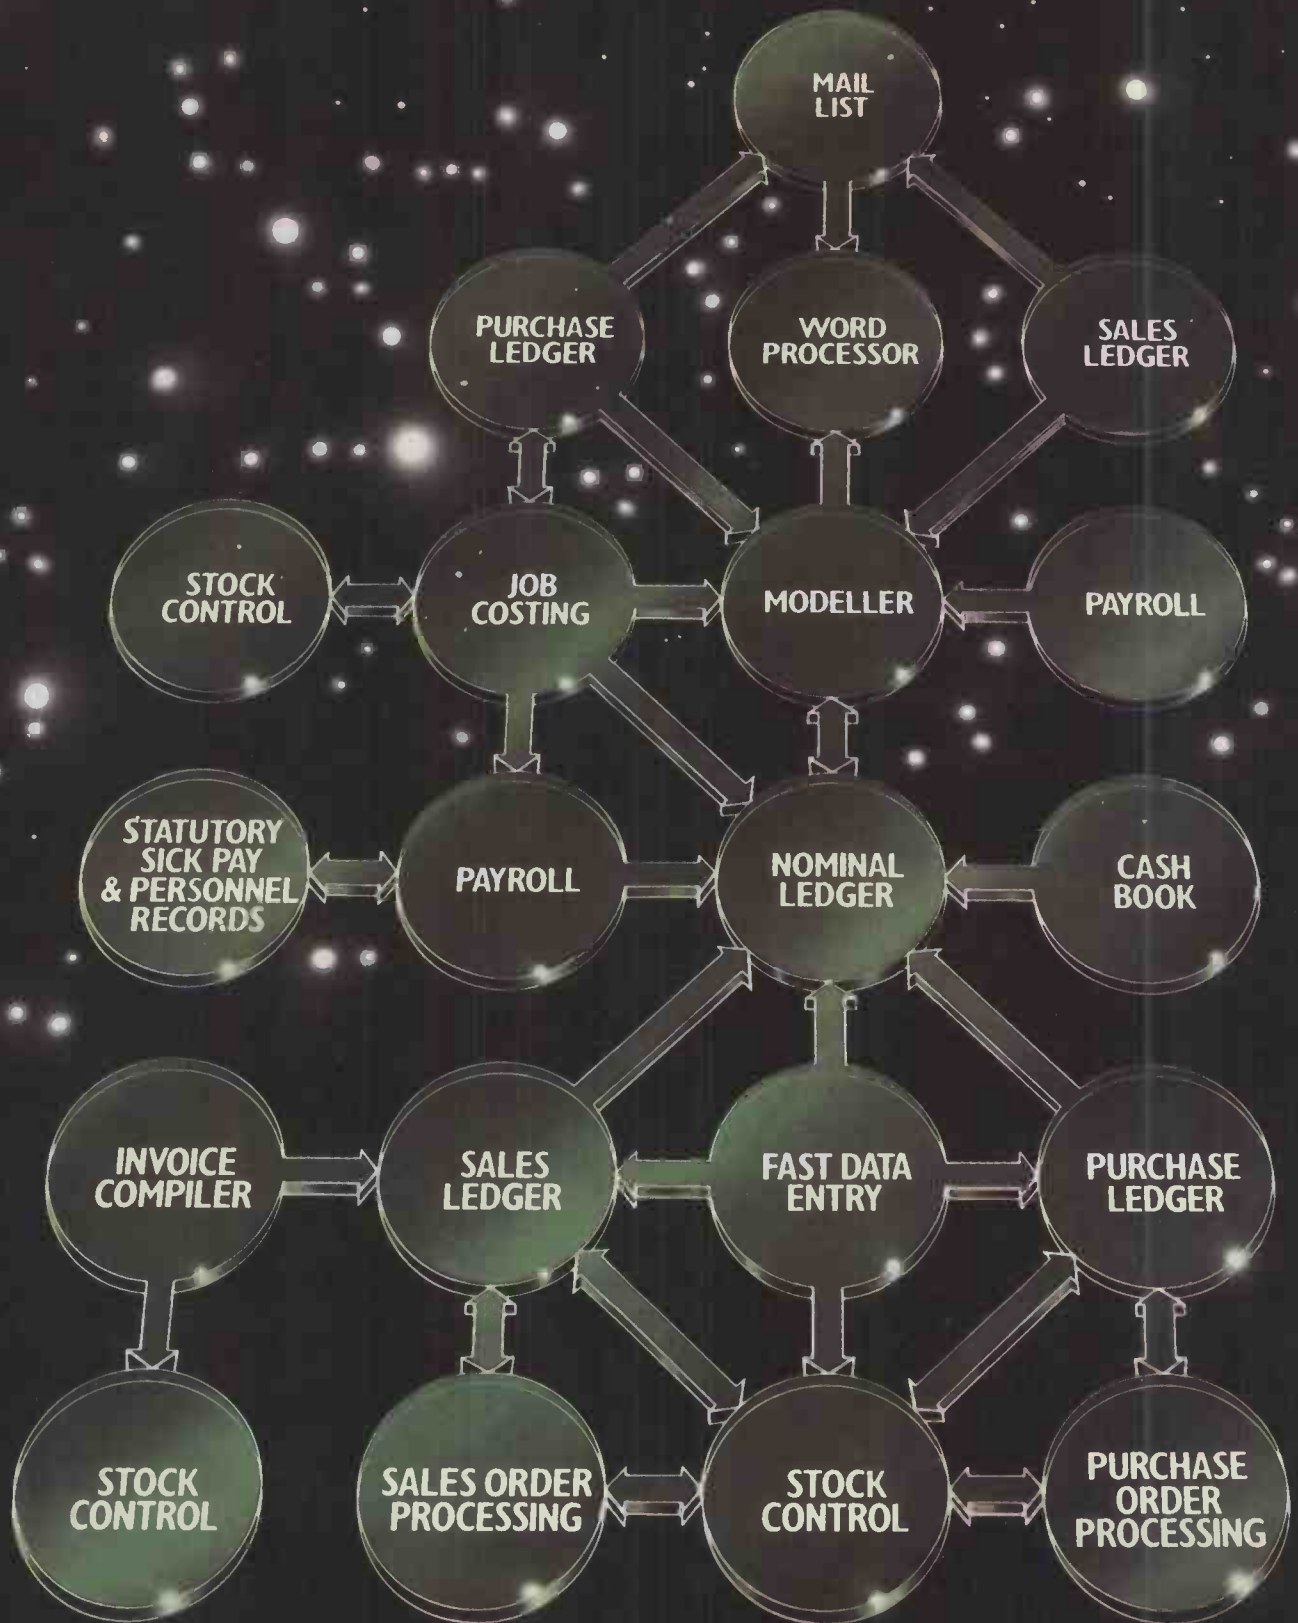 MAIL
LIST
PURCHASE
LEDGER
WORD
PROCESSOR
SALES
LEDGER
STOCK
CONTROL
JOB
COSTING
MODELLER
PAYROLL
STATUTORY
SICK PAY
& PERSONNEL
RECORDS
PAYROLL
NOMINAL
LEDGER
CASH
BOOK
INVOICE
COMPILER
SALES
LEDGER
FAST DATA
ENTRY
PURCHASE
LEDGER
STOCK
CONTROL
SALES ORDER
PROCESSING
STOCK
CONTROL
PURCHASE
ORDER
PROCESSING